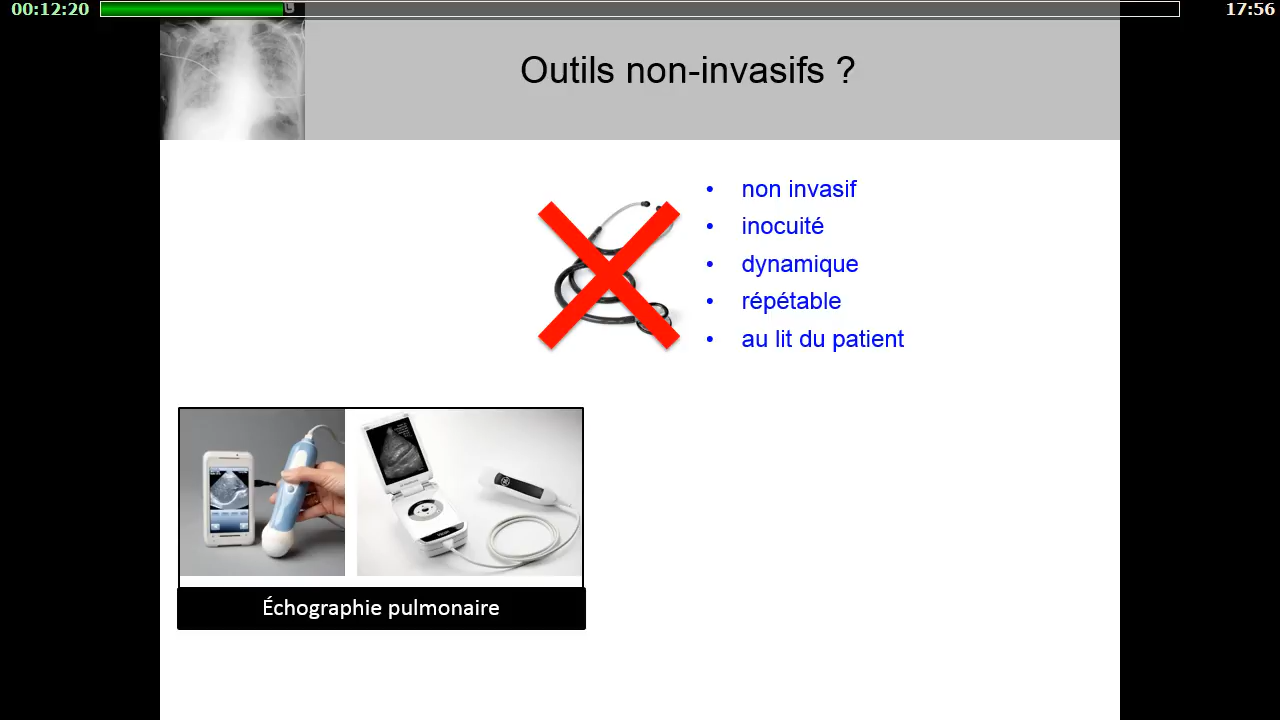 00:12:20
17:56
Outils non-invasifs ?
• non invasif
• inocuité
• dynamique
• répétable
• au lit du patient
Échographie pulmonaire